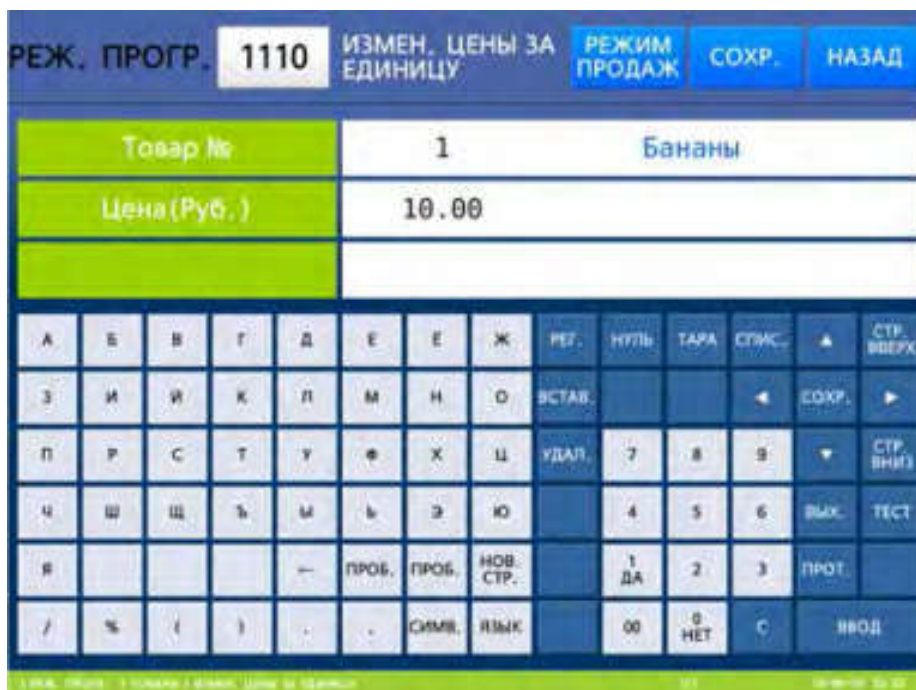 РЕЖ. ПРОГР. 1110 ИЗМЕН. ЦЕНЫ ЗА ЕДИНИЦУ РЕЖИМ ПРОДАЖ СОХР. НАЗАД
Товар № 1 Бананы
Цена(Руб.) 10.00
А Б В Г Д Е Ё Ж РЕГ. НУЛЬ ТАРА СПИС. ▲ СТР. ВВЕРХ
З И Й К Л М Н О ВСТАВ. ◄ СОХР. ►
П Р С Т У Ф Х Ц УДАЛ. 7 8 9 ▼ СТР. ВНИЗ
Ч Ш Щ Ъ Ы Ь Э Ю 4 5 6 ВЫХ. ТЕСТ
Я ← ПРОБ. ПРОБ. НОВ. СТР. 1 ДА 2 3 ПРОТ.
/ % ( ) СИМВ. ЯЗЫК 00 0 НЕТ С ВВОД